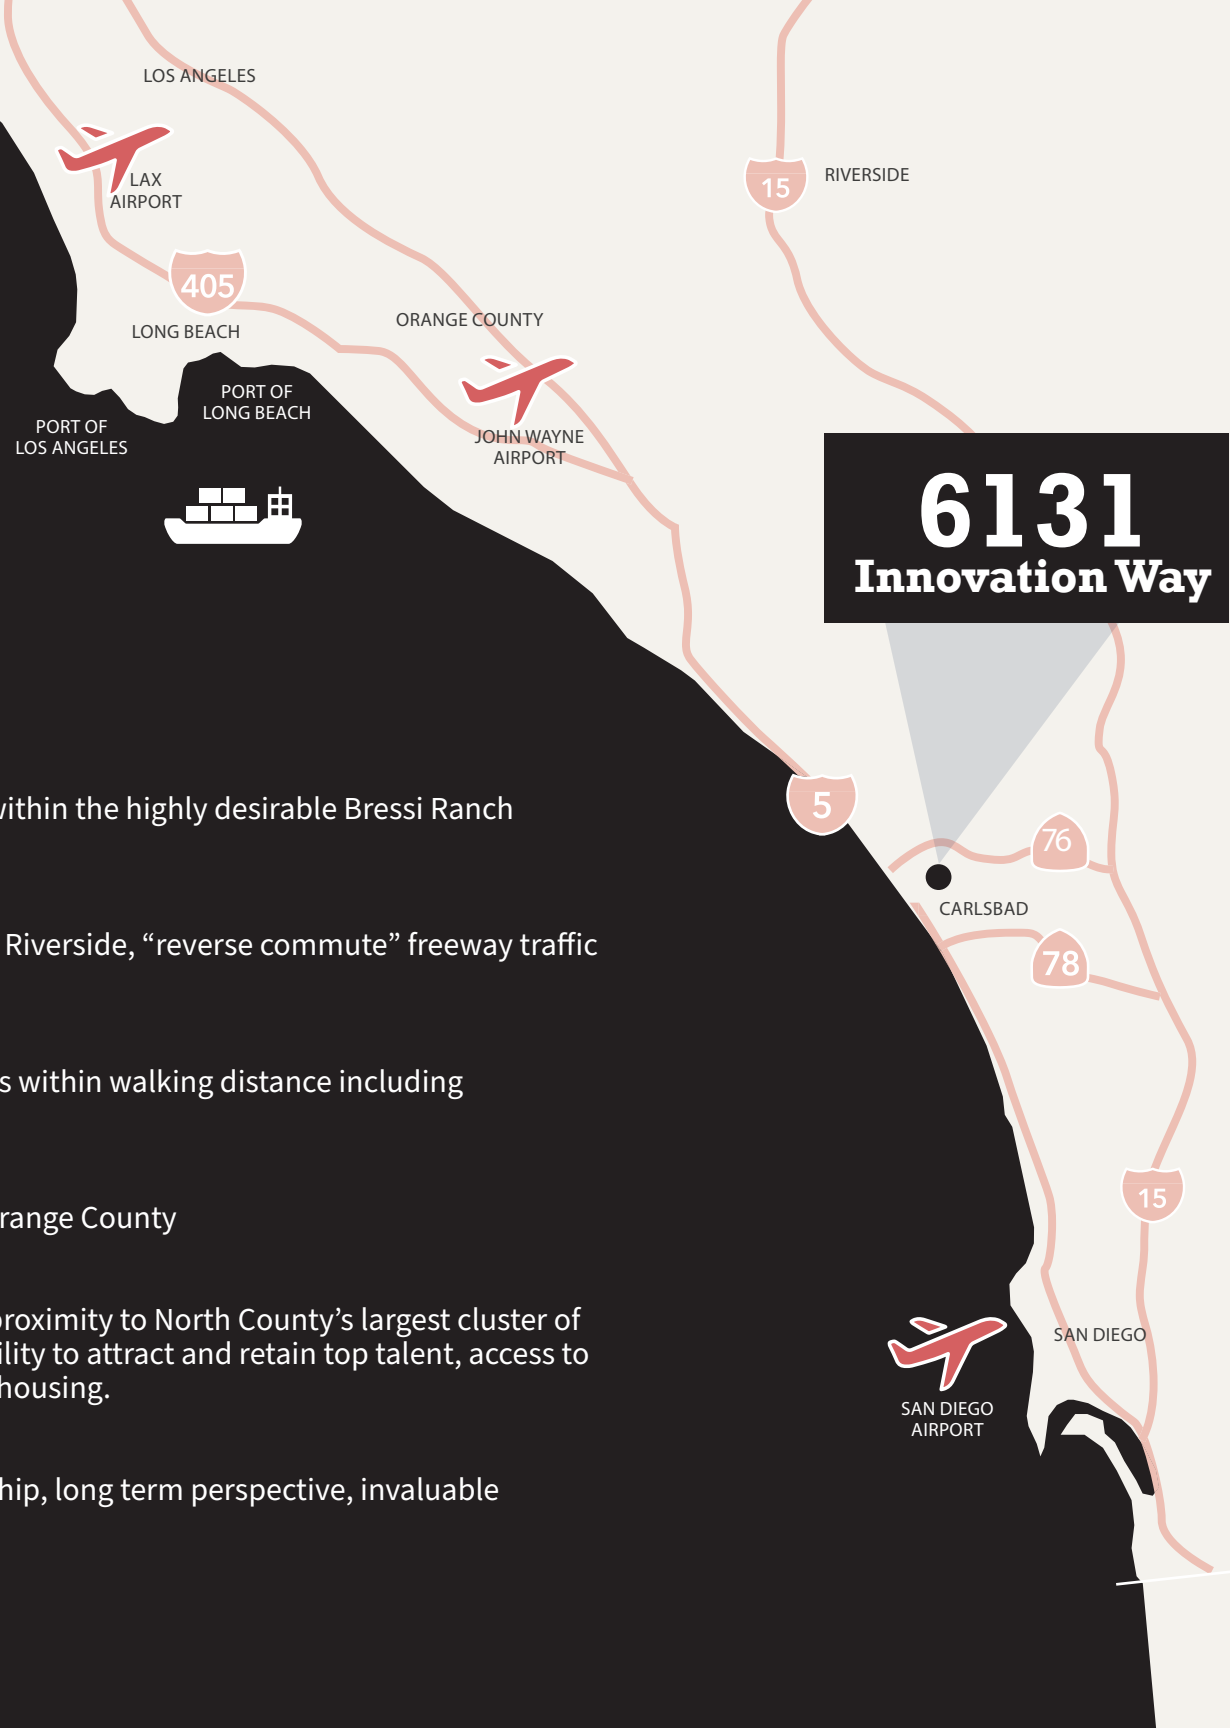 LOS ANGELES
LAX
AIRPORT
15
RIVERSIDE
405
LONG BEACH
ORANGE COUNTY
PORT OF
LONG BEACH
PORT OF
LOS ANGELES
JOHN WAYNE
AIRPORT
6131
Innovation Way
5
76
CARLSBAD
78
15
SAN DIEGO
SAN DIEGO
AIRPORT
within the highly desirable Bressi Ranch
Riverside, “reverse commute” freeway traffic
s within walking distance including
range County
proximity to North County’s largest cluster of
ility to attract and retain top talent, access to
housing.
hip, long term perspective, invaluable